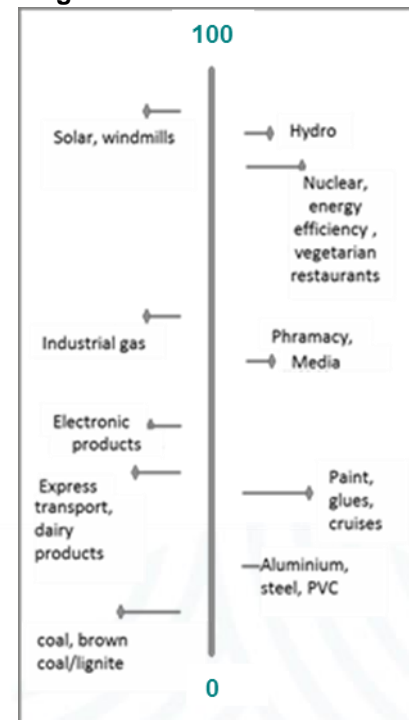 100
Solar, windmills
Hydro
Nuclear,
energy
efficiency ,
vegetarian
restaurants
Industrial gas
Phramacy,
Media
Electronic
products
Express
transport,
dairy
products
Paint,
glues,
cruises
Aluminium,
steel, PVC
coal, brown
coal/lignite
0